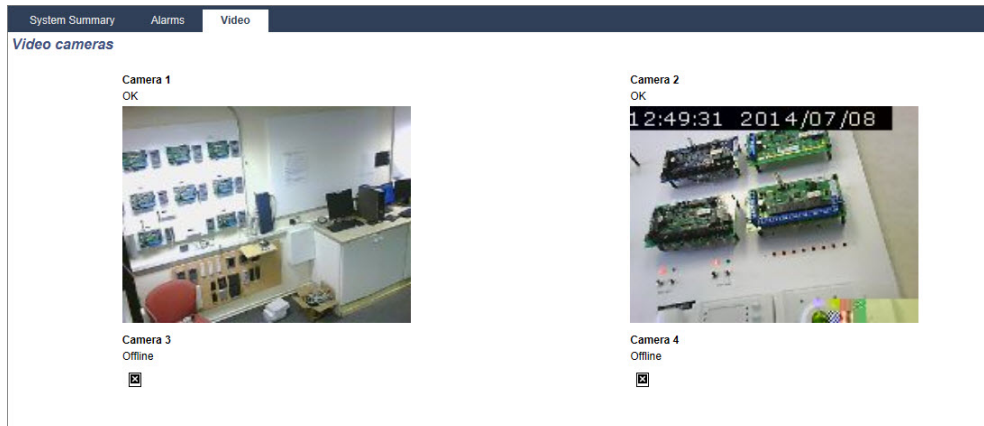 System Summary Alarms Video
Video cameras
Camera 1
OK
Camera 2
OK
12:49:31 2014/07/08
Camera 3
Offline
Camera 4
Offline